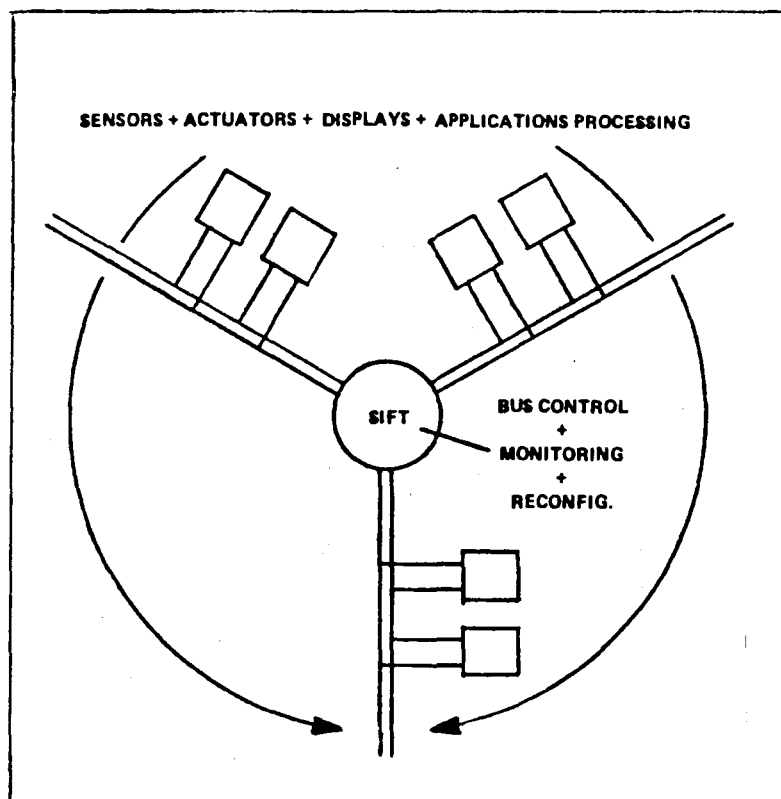 SENSORS + ACTUATORS + DISPLAYS + APPLICATIONS PROCESSING
SIFT
BUS CONTROL
+
MONITORING
+
RECONFIG.